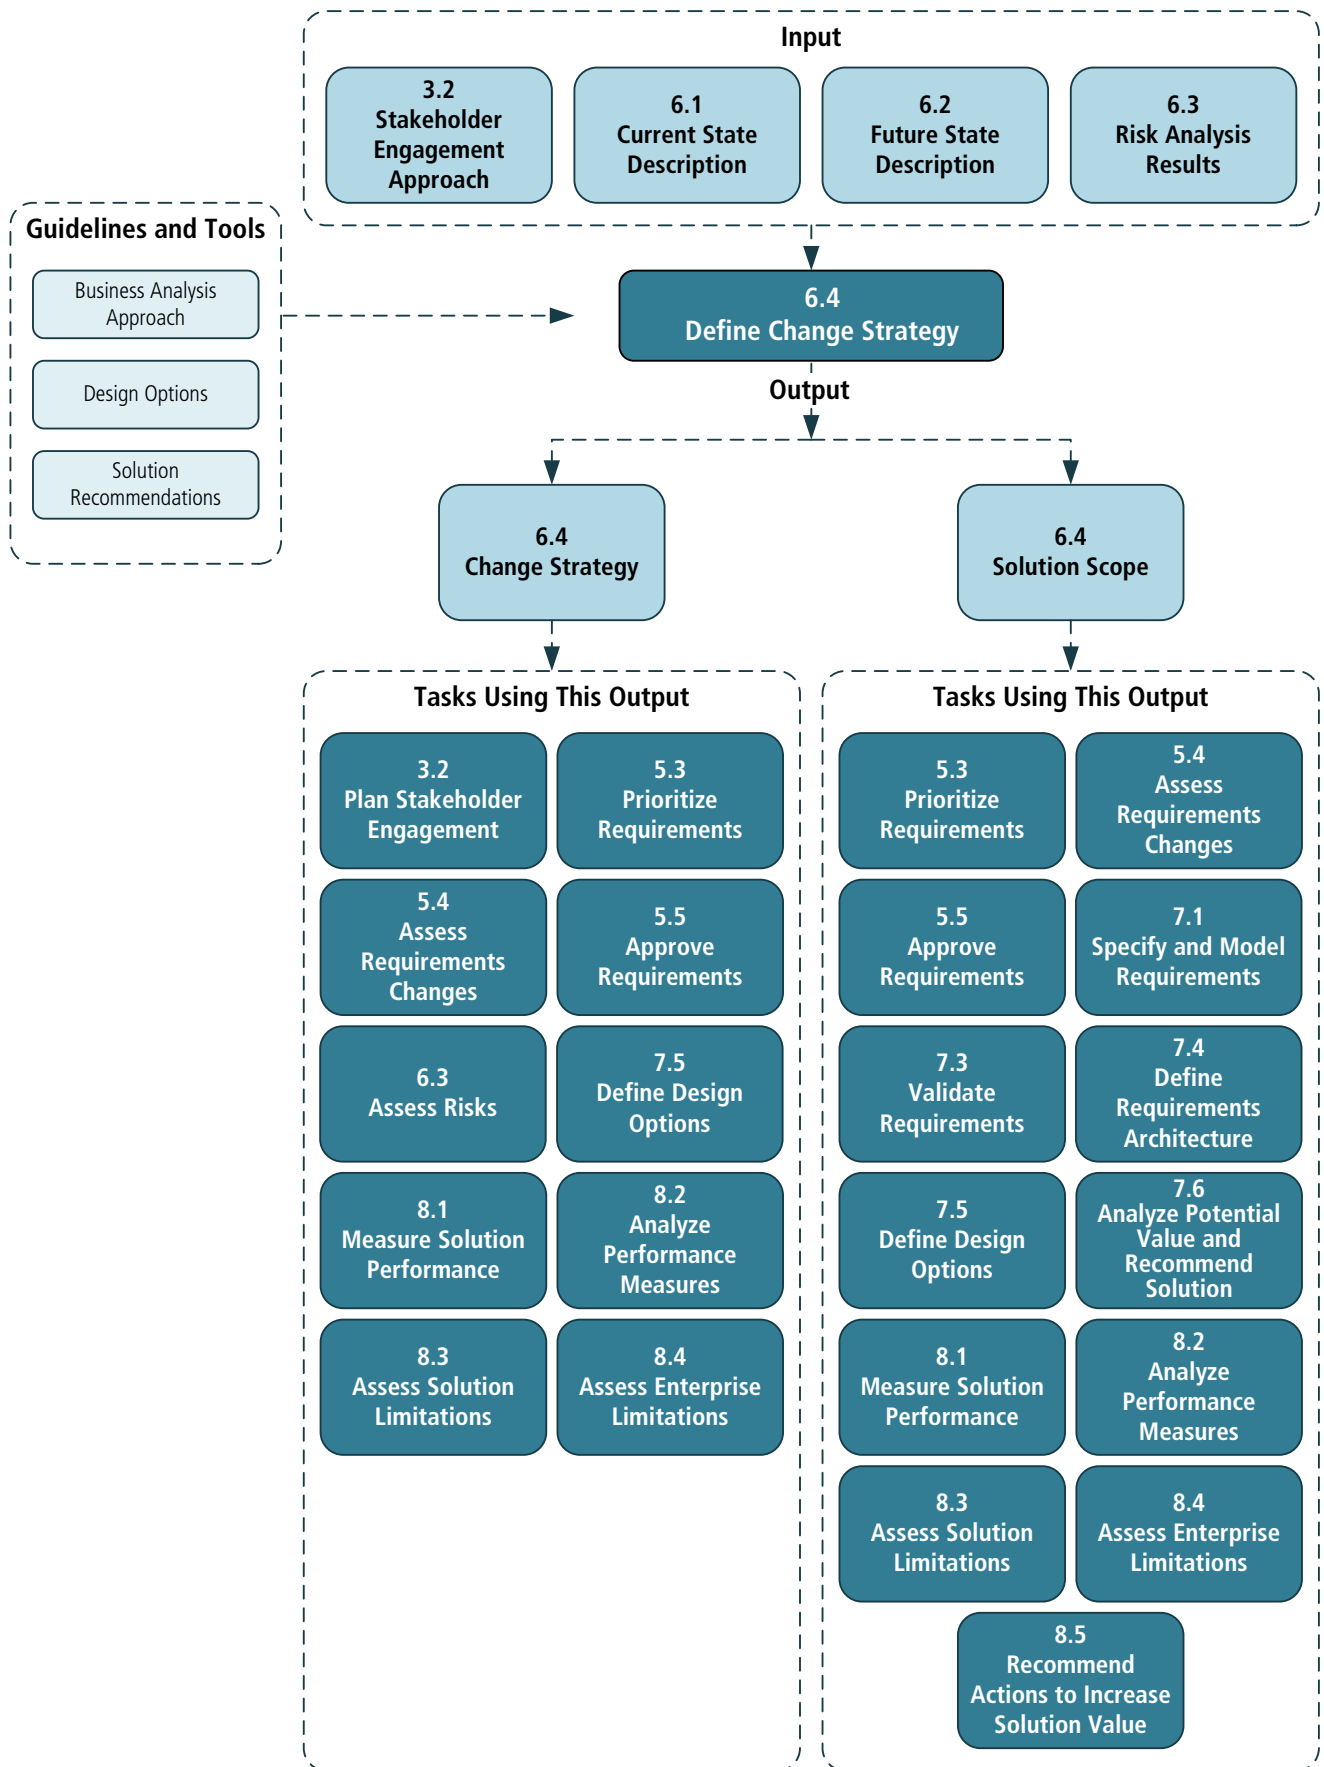 Input
3.2
Stakeholder
Engagement
Approach
6.1
Current State
Description
6.2
Future State
Description
6.3
Risk Analysis
Results
Guidelines and Tools
Business Analysis
Approach
Design Options
Solution
Recommendations
6.4
Define Change Strategy
Output
6.4
Change Strategy
6.4
Solution Scope
Tasks Using This Output
3.2
Plan Stakeholder
Engagement
5.3
Prioritize
Requirements
5.4
Assess
Requirements
Changes
5.5
Approve
Requirements
6.3
Assess Risks
7.5
Define Design
Options
8.1
Measure Solution
Performance
8.2
Analyze
Performance
Measures
8.3
Assess Solution
Limitations
8.4
Assess Enterprise
Limitations
Tasks Using This Output
5.3
Prioritize
Requirements
5.4
Assess
Requirements
Changes
5.5
Approve
Requirements
7.1
Specify and Model
Requirements
7.3
Validate
Requirements
7.4
Define
Requirements
Architecture
7.5
Define Design
Options
7.6
Analyze Potential
Value and
Recommend
Solution
8.1
Measure Solution
Performance
8.2
Analyze
Performance
Measures
8.3
Assess Solution
Limitations
8.4
Assess Enterprise
Limitations
8.5
Recommend
Actions to Increase
Solution Value